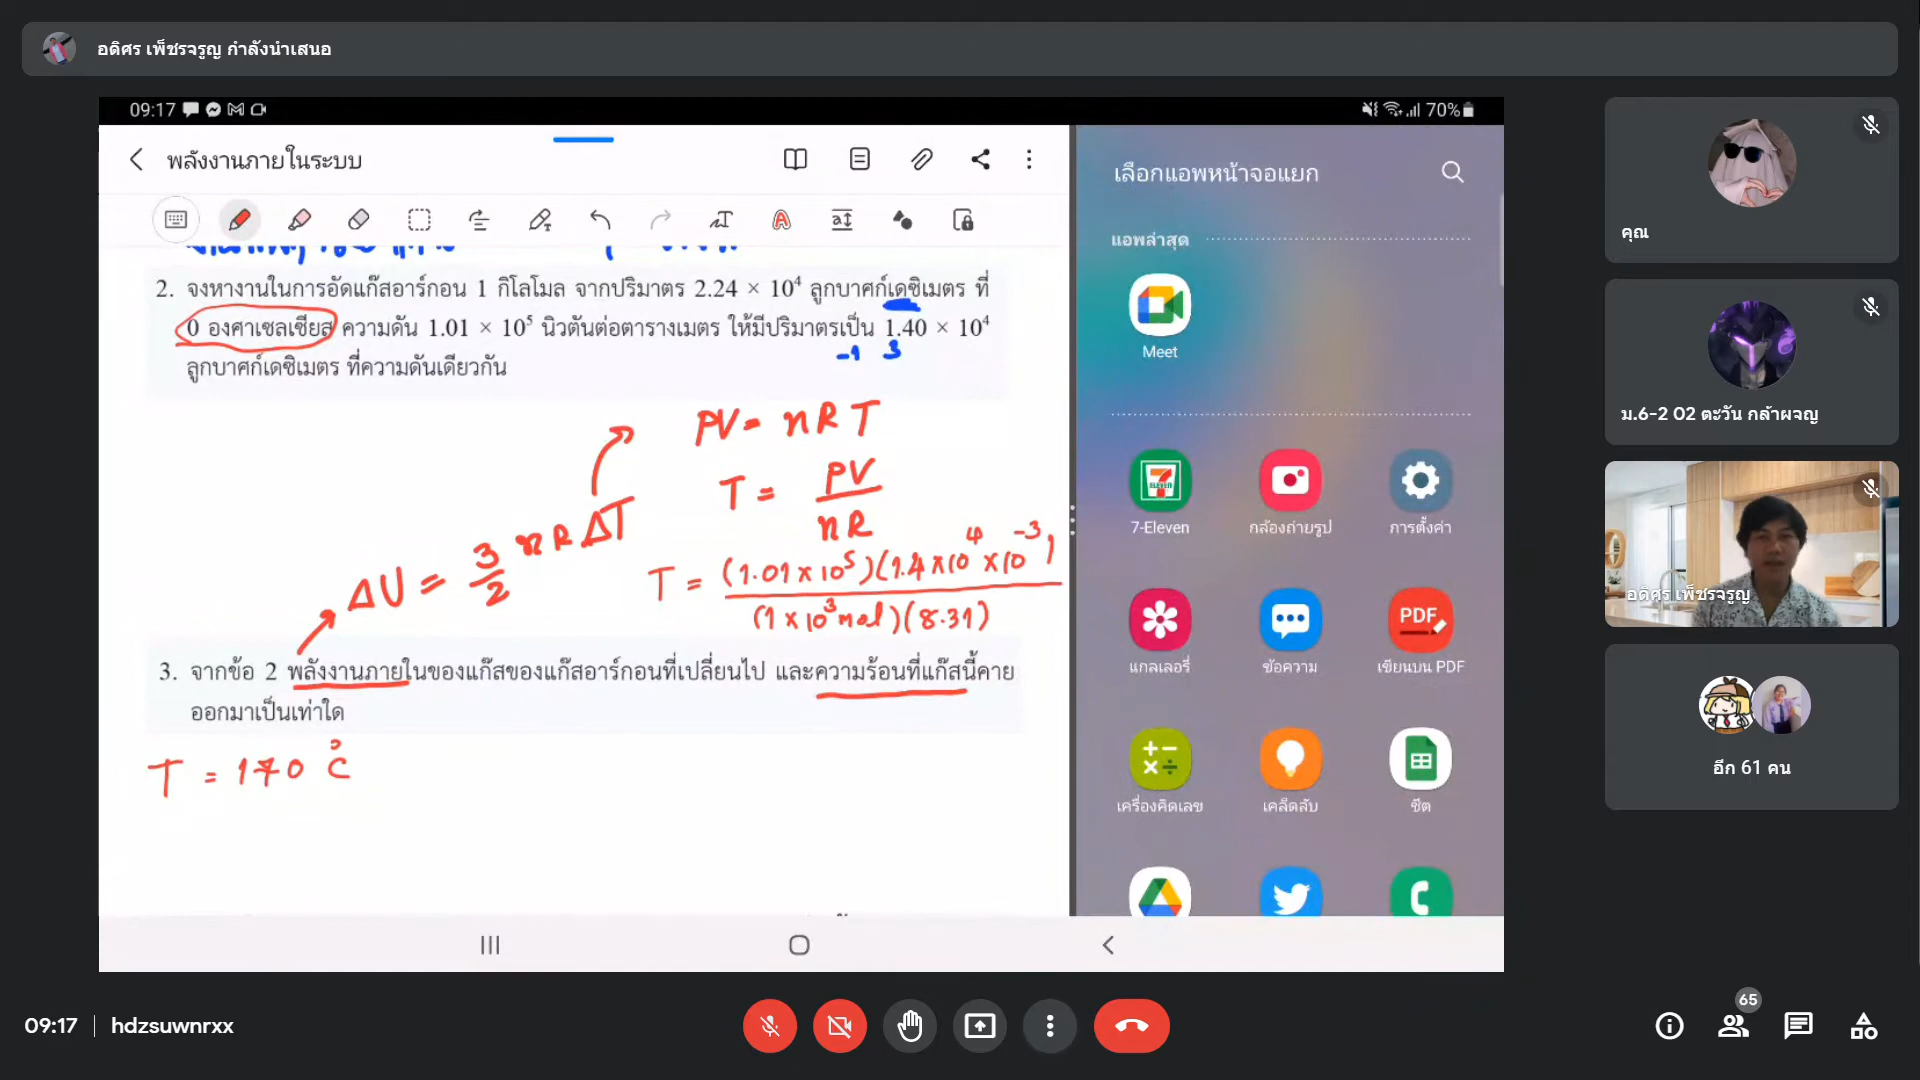 อดิศร เพ็ชรจรูญ กำลังนำเสนอ
09:17
70%
พลังงานภายในระบบ
2. จงหางานในการอัดแก๊สอาร์กอน 1 กิโลโมล จากปริมาตร 2.24 × 10⁴ ลูกบาศก์เดซิเมตร ที่
0 องศาเซลเซียส ความดัน 1.01 × 10⁵ นิวตันต่อตารางเมตร ให้มีปริมาตรเป็น 1.40 × 10⁴
-1 3
ลูกบาศก์เดซิเมตร ที่ความดันเดียวกัน
PV = nRT
T = PV / nR
ΔU = 3/2 nRΔT
T = (1.01 × 10⁵)(1.4 × 10⁴ × 10⁻³) / (1 × 10³ mol)(8.31)
3. จากข้อ 2 พลังงานภายในของแก๊สของแก๊สอาร์กอนที่เปลี่ยนไป และความร้อนที่แก๊สนี้คาย
ออกมาเป็นเท่าใด
T = 170 °C
เลือกแอพหน้าจอแยก
แอพล่าสุด
Meet
7-Eleven
กล้องถ่ายรูป
การตั้งค่า
แกลเลอรี่
ข้อความ
PDF
เขียนบน PDF
เครื่องคิดเลข
เคล็ดลับ
ชีต
คุณ
ม.6-2 02 ตะวัน กล้าผจญ
อดิศร เพ็ชรจรูญ
อีก 61 คน
09:17 | hdzsuwnrxx
65